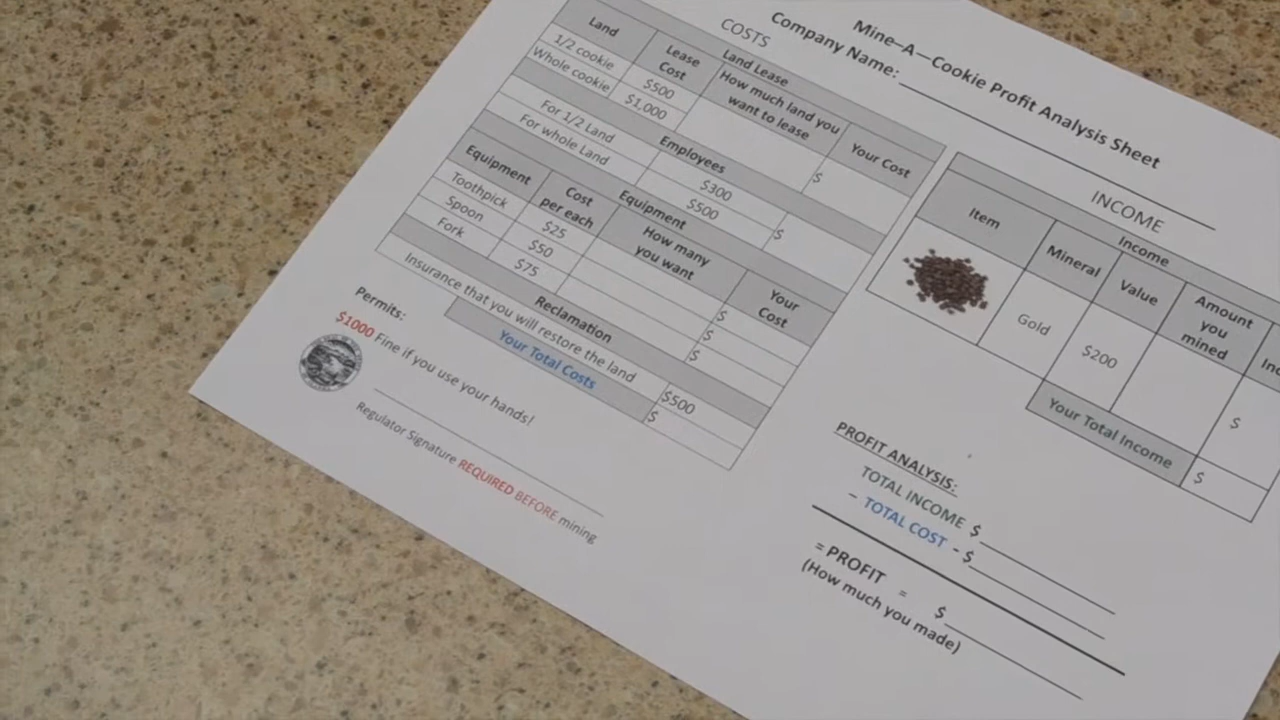 Mine–A—Cookie Profit Analysis Sheet
Company Name:
COSTS
Land Lease
Land Lease Cost How much land you want to lease Your Cost
1/2 cookie $500 $
Whole cookie $1,000
Employees
For 1/2 Land $300 $
For whole Land $500
Equipment
Equipment Cost per each How many you want Your Cost
Toothpick $25 $
Spoon $50 $
Fork $75 $
Reclamation
Insurance that you will restore the land $500
Your Total Costs $
Permits:
$1000 Fine if you use your hands!
Regulator Signature REQUIRED BEFORE mining
INCOME
Income
Item Mineral Value Amount you mined
Gold $200 $
Your Total Income $
PROFIT ANALYSIS:
TOTAL INCOME $
– TOTAL COST - $
= PROFIT = $
(How much you made)